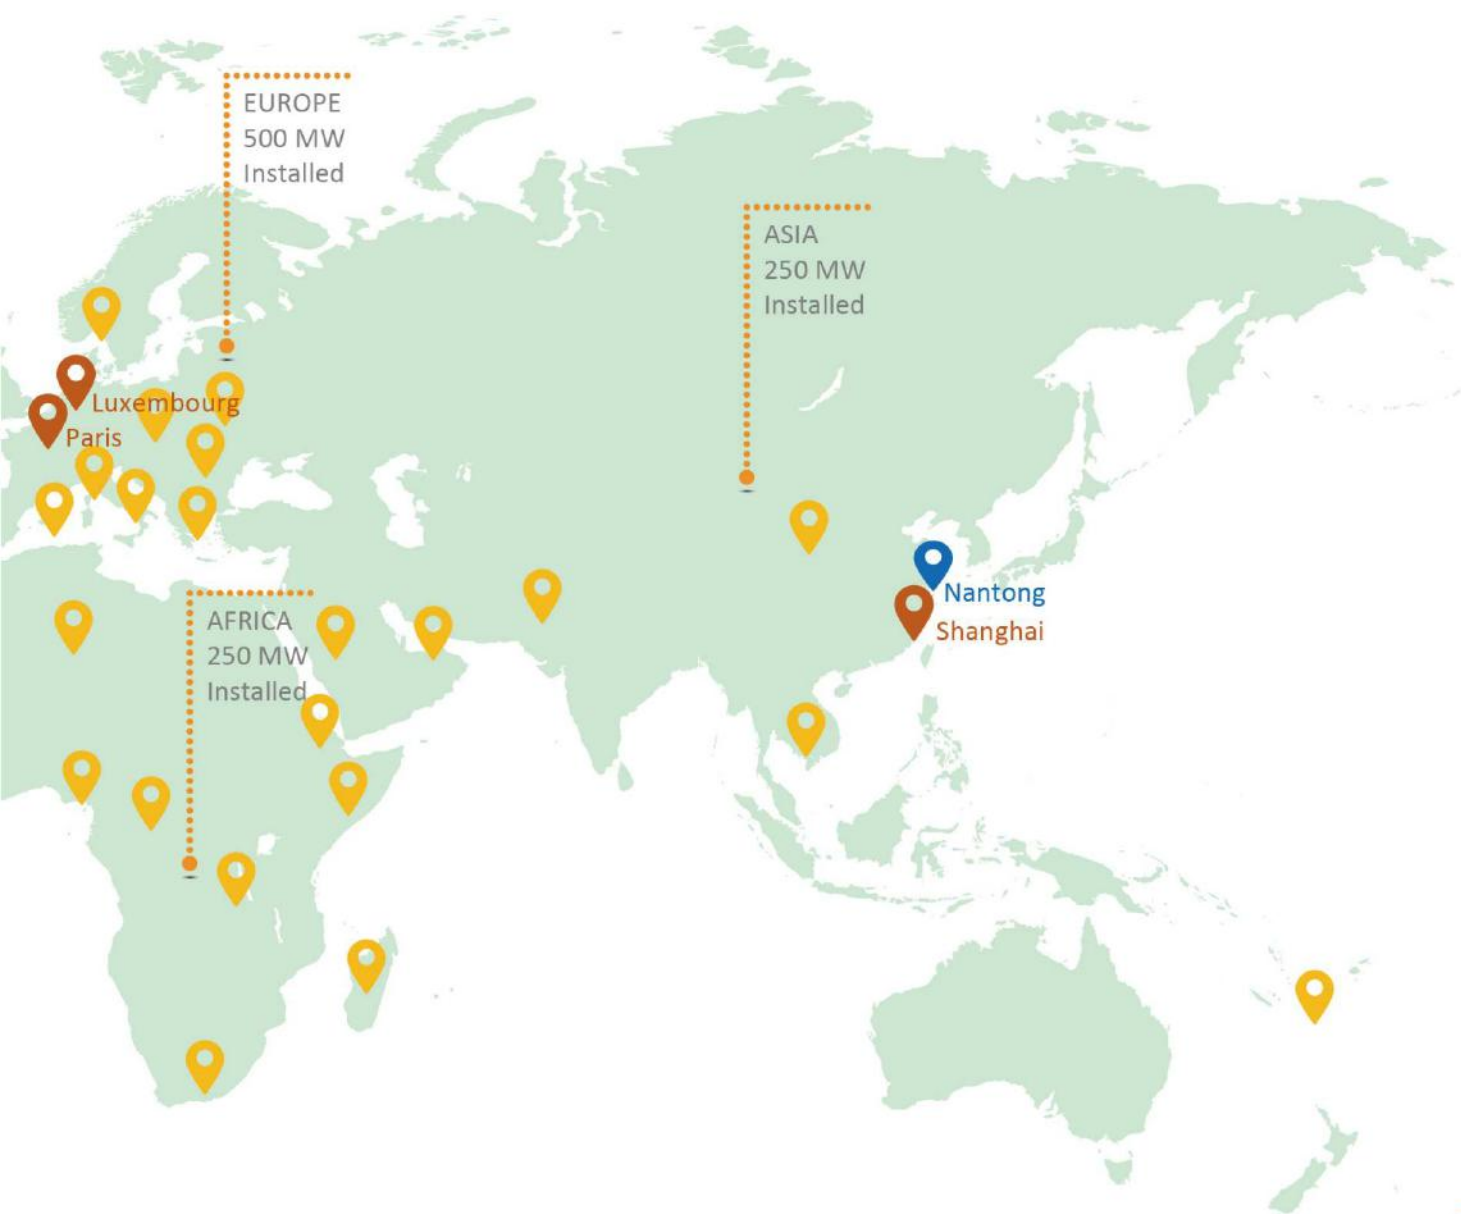 EUROPE
500 MW
Installed
ASIA
250 MW
Installed
Luxembourg
Paris
Nantong
Shanghai
AFRICA
250 MW
Installed